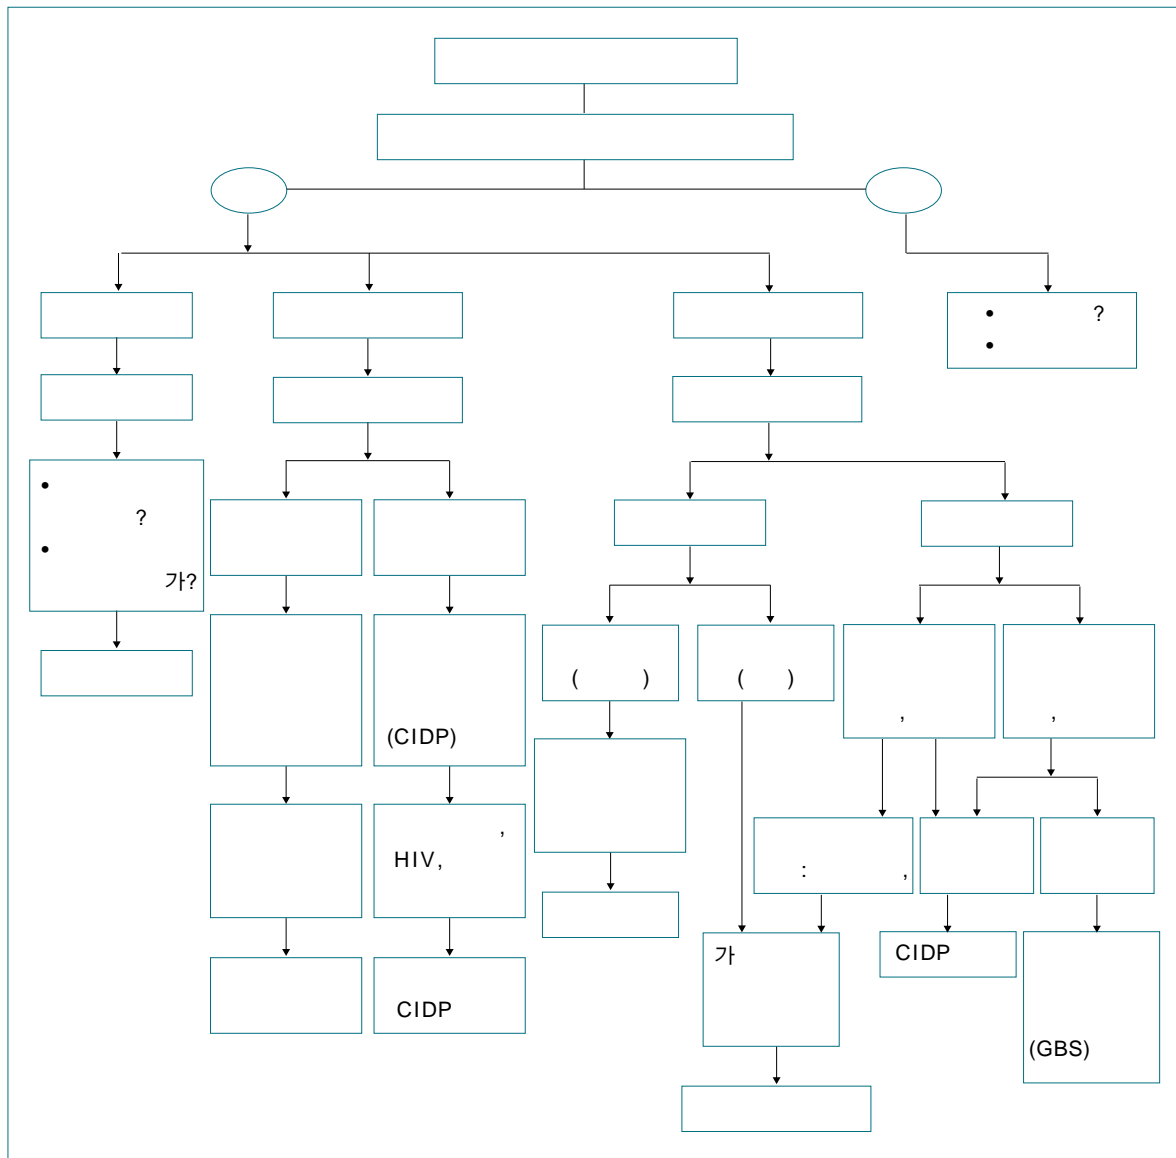 • ?
•
•
?
•
가?
( )
( )
(CIDP)
,
,
,
HIV,
: ,
가
CIDP
CIDP
(GBS)